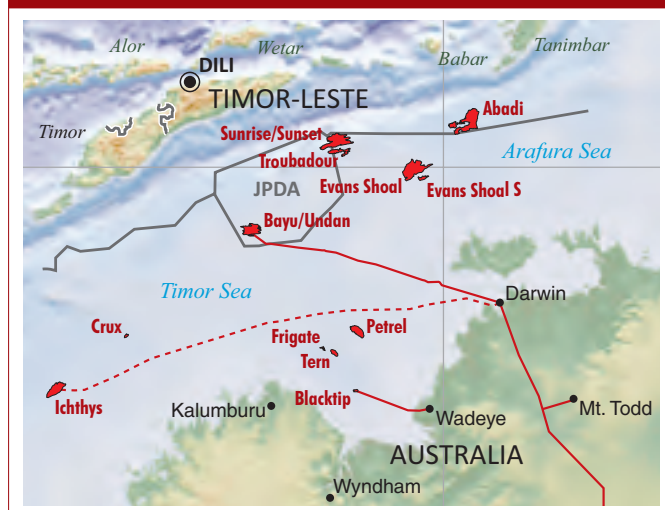 Alor
Wetar
Babar
Tanimbar
DILI
TIMOR-LESTE
Abadi
Timor
Sunrise/Sunset
Troubadour
Arafura Sea
JPDA
Evans Shoal
Evans Shoal S
Bayu/Undan
Timor Sea
Darwin
Crux
Frigate
Petrel
Tern
Ichthys
Blacktip
Kalumburu
Wadeye
Mt. Todd
AUSTRALIA
Wyndham